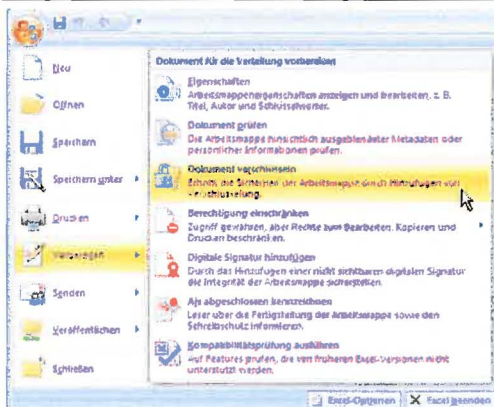 Neu
Öffnen
Speichern
Speichern unter
Drucken
Vorbereiten
Senden
Veröffentlichen
Schließen
Dokument für die Verteilung vorbereiten
Eigenschaften
Arbeitsmappeneigenschaften anzeigen und bearbeiten, z. B.
Titel, Autor und Schlüsselwörter.
Dokument prüfen
Die Arbeitsmappe hinsichtlich ausgeblendeter Metadaten oder
persönlicher Informationen prüfen.
Dokument verschlüsseln
Erhöht die Sicherheit der Arbeitsmappe durch Hinzufügen von
Verschlüsselung.
Berechtigung einschränken
Zugriff gewähren, aber Rechte zum Bearbeiten, Kopieren und
Drucken beschränken.
Digitale Signatur hinzufügen
Durch das Hinzufügen einer nicht sichtbaren digitalen Signatur
die Integrität der Arbeitsmappe sicherstellen.
Als abgeschlossen kennzeichnen
Leser über die Fertigstellung der Arbeitsmappe sowie den
Schreibschutz informieren.
Kompatibilitätsprüfung ausführen
Auf Features prüfen, die von früheren Excel-Versionen nicht
unterstützt werden.
Excel-Optionen
Excel beenden